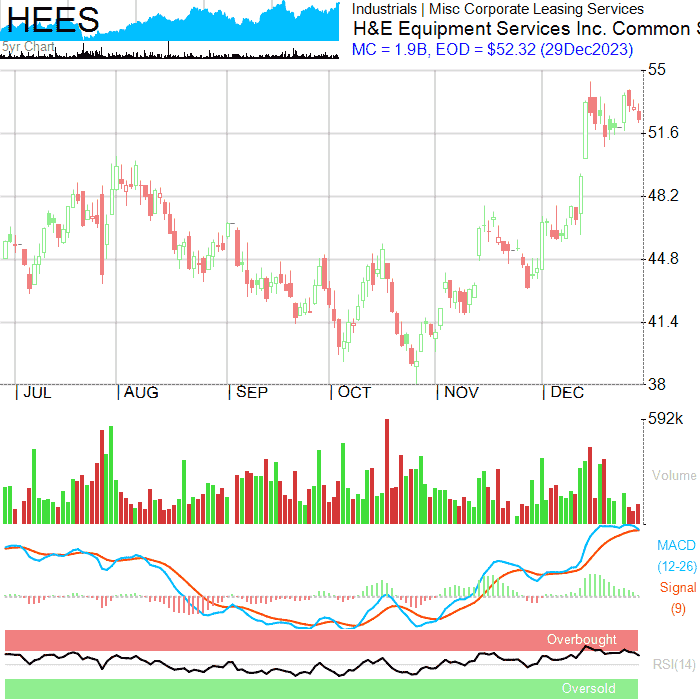 HEES
5yr Chart
Industrials | Misc Corporate Leasing Services
H&E Equipment Services Inc. Common S
MC = 1.9B, EOD = $52.32 (29Dec2023)
55
51.6
48.2
44.8
41.4
38
JUL
AUG
SEP
OCT
NOV
DEC
592k
Volume
MACD
(12-26)
Signal
(9)
Overbought
RSI(14)
Oversold